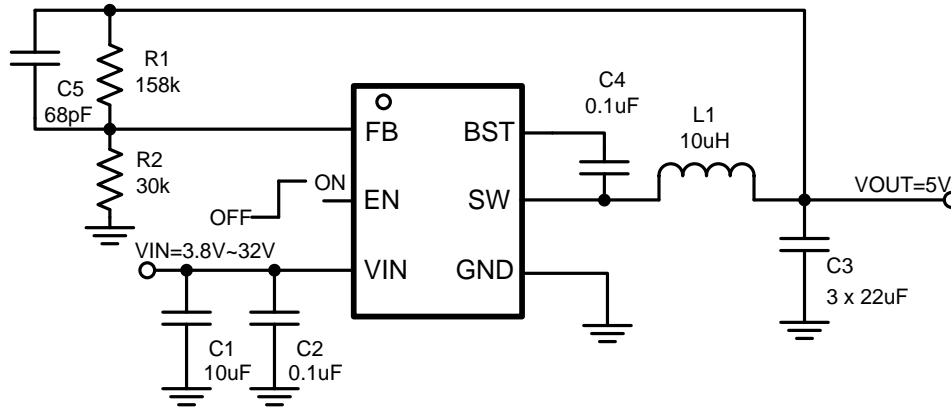 R1
158k
C5
68pF
R2
30k
C4
0.1uF
L1
10uH
FB
BST
ON
EN
SW
OFF
VOUT=5V
VIN=3.8V~32V
VIN
GND
C3
3 x 22uF
C1
10uF
C2
0.1uF